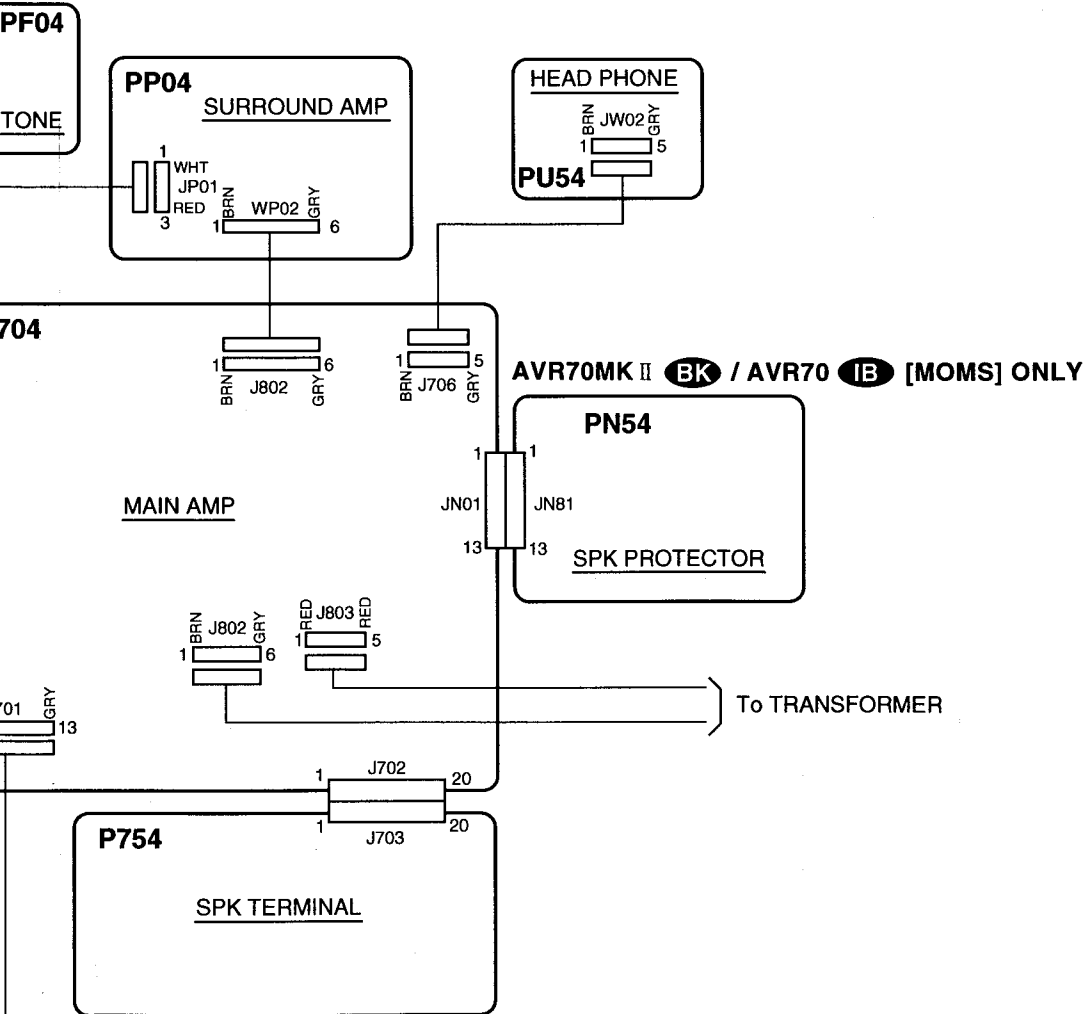 PF04
TONE
PP04
SURROUND AMP
1
WHT
JP01
RED
3
BRN
WP02
GRY
1
6
HEAD PHONE
BRN
JW02
GRY
1
5
PU54
704
1
6
BRN
J802
GRY
1
5
BRN
J706
GRY
AVR70MK II BK / AVR70 IB [MOMS] ONLY
PN54
1
1
JN01
JN81
13
13
SPK PROTECTOR
MAIN AMP
BRN
J802
GRY
1
6
RED
J803
RED
1
5
To TRANSFORMER
701
GRY
13
1
J702
20
1
J703
20
P754
SPK TERMINAL